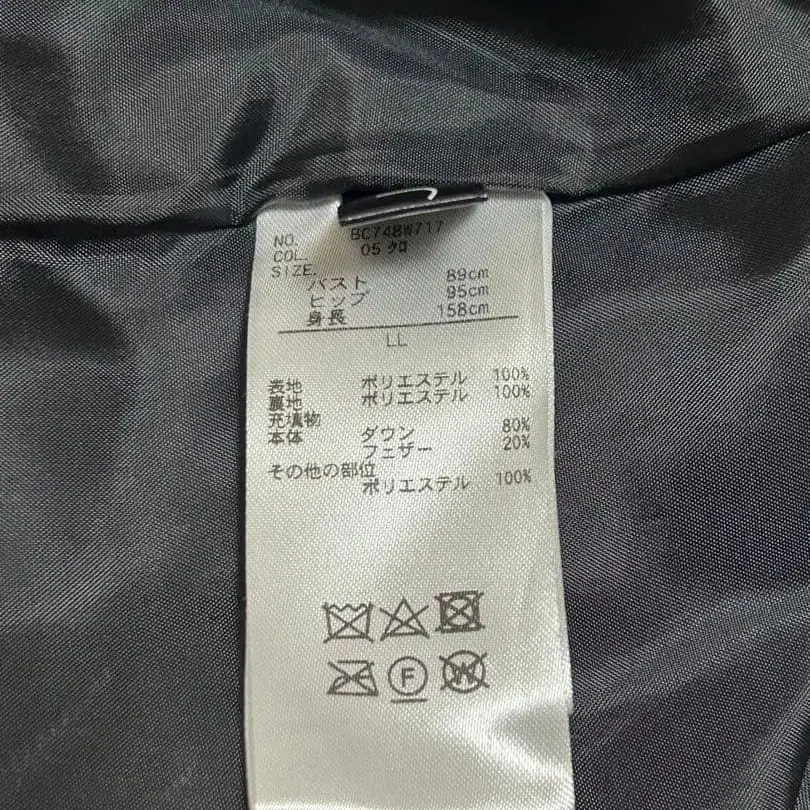 NO. BC748W717
COL. 05 クロ
SIZE.
バスト 89cm
ヒップ 95cm
身長 158cm
LL
表地 ポリエステル 100%
裏地 ポリエステル 100%
充填物
本体 ダウン 80%
フェザー 20%
その他の部位
ポリエステル 100%
F
W